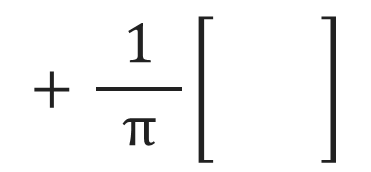 + 1/π [ ]